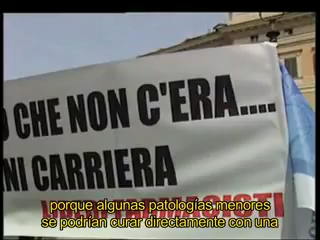 O CHE NON C'ERA....
NI CARRIERA
porque algunas patologías menores
se podrían curar directamente con una